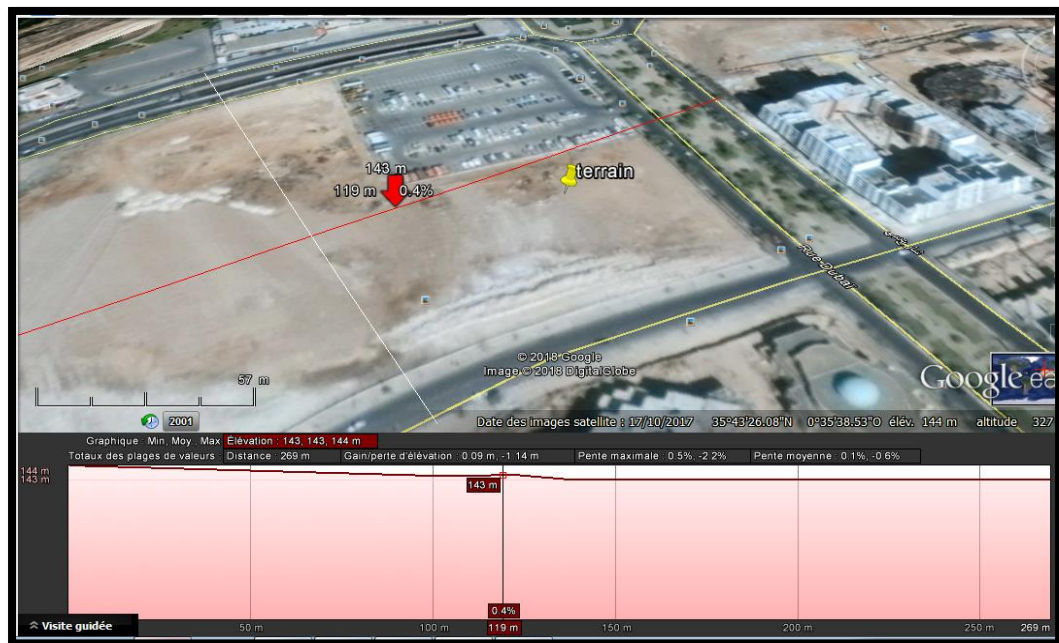 143 m
119 m 0.4%
terrain
Rue Dubaï
57 m
© 2018 Google
Image © 2018 DigitalGlobe
Google ea
2001
Date des images satellite : 17/10/2017 35°43'26.08"N 0°35'38.53"O élév. 144 m altitude 327
Graphique : Min, Moy., Max Élévation : 143, 143, 144 m
Totaux des plages de valeurs Distance : 269 m Gain/perte d'élévation : 0.09 m, -1.14 m Pente maximale : 0.5%, -2.2% Pente moyenne : 0.1%, -0.6%
144 m
143 m
143 m
0.4%
Visite guidée 50 m 100 m 119 m 150 m 200 m 250 m 269 m